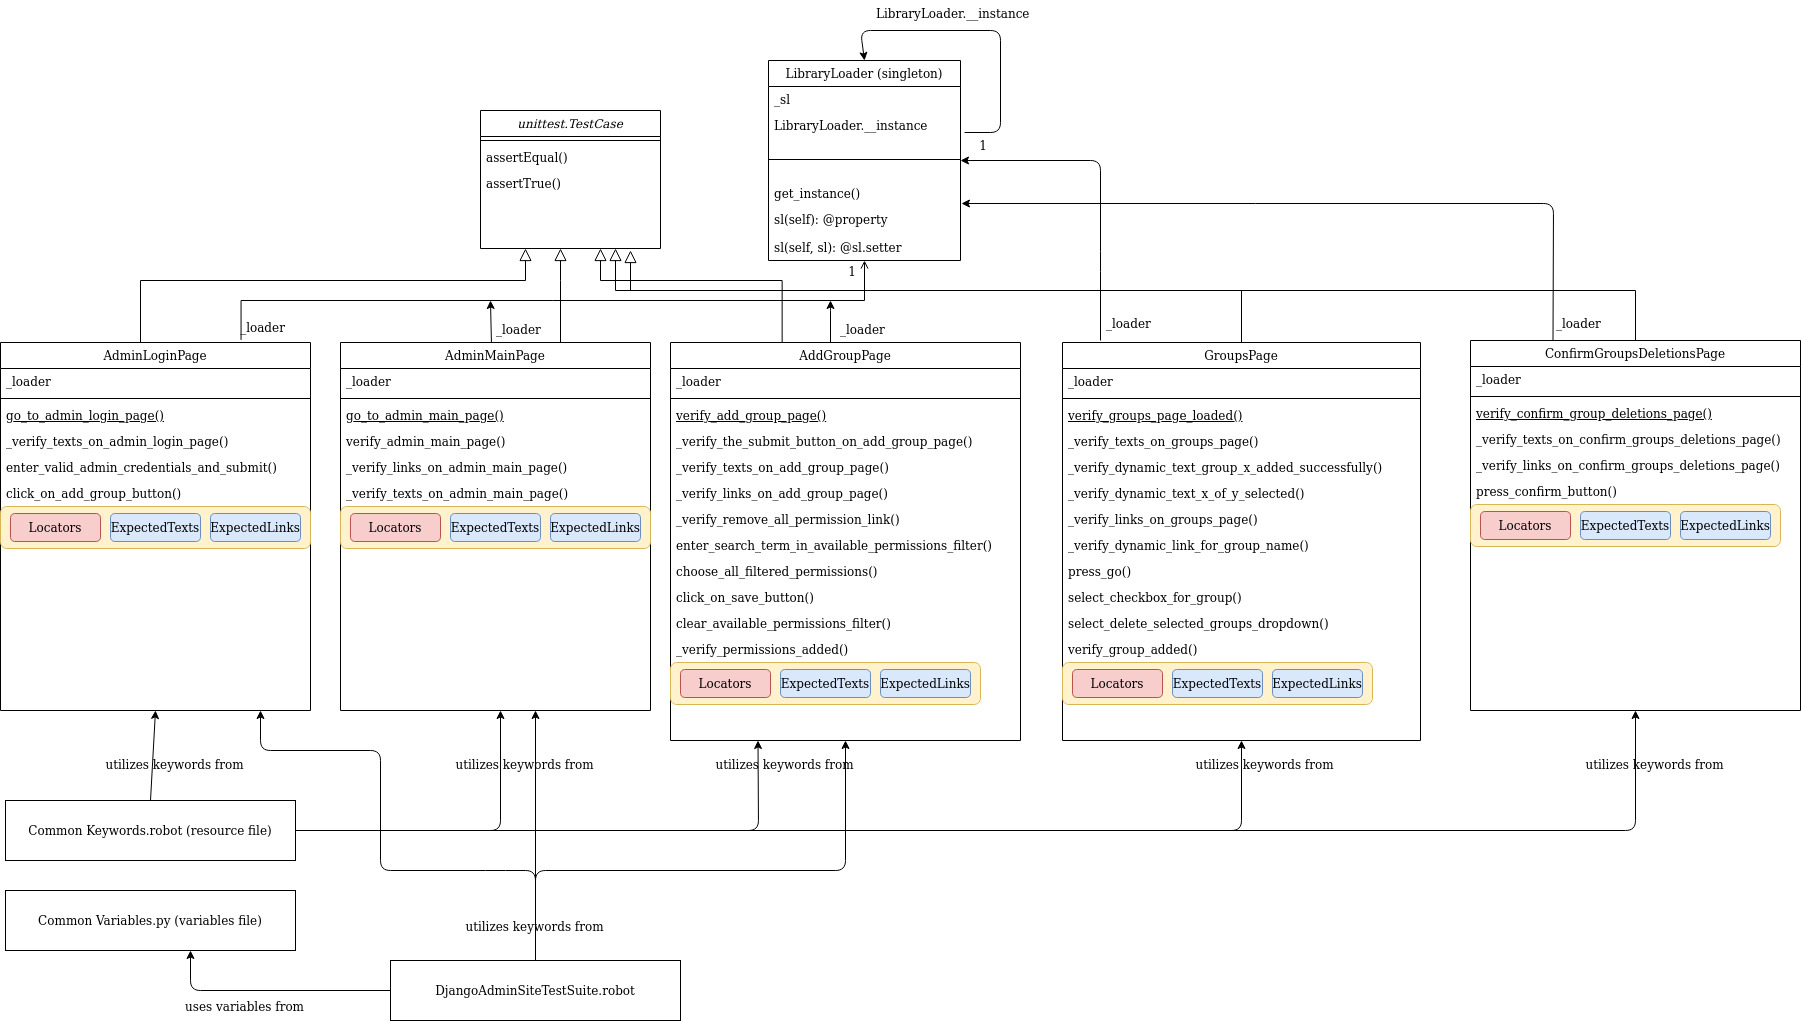 LibraryLoader.__instance
LibraryLoader (singleton)
_sl
LibraryLoader.__instance
1
get_instance()
sl(self): @property
sl(self, sl): @sl.setter
1
unittest.TestCase
assertEqual()
assertTrue()
_loader
_loader
_loader
_loader
_loader
AdminLoginPage
_loader
go_to_admin_login_page()
_verify_texts_on_admin_login_page()
enter_valid_admin_credentials_and_submit()
click_on_add_group_button()
Locators
ExpectedTexts
ExpectedLinks
AdminMainPage
_loader
go_to_admin_main_page()
verify_admin_main_page()
_verify_links_on_admin_main_page()
_verify_texts_on_admin_main_page()
Locators
ExpectedTexts
ExpectedLinks
AddGroupPage
_loader
verify_add_group_page()
_verify_the_submit_button_on_add_group_page()
_verify_texts_on_add_group_page()
_verify_links_on_add_group_page()
_verify_remove_all_permission_link()
enter_search_term_in_available_permissions_filter()
choose_all_filtered_permissions()
click_on_save_button()
clear_available_permissions_filter()
_verify_permissions_added()
Locators
ExpectedTexts
ExpectedLinks
GroupsPage
_loader
verify_groups_page_loaded()
_verify_texts_on_groups_page()
_verify_dynamic_text_group_x_added_successfully()
_verify_dynamic_text_x_of_y_selected()
_verify_links_on_groups_page()
_verify_dynamic_link_for_group_name()
press_go()
select_checkbox_for_group()
select_delete_selected_groups_dropdown()
verify_group_added()
Locators
ExpectedTexts
ExpectedLinks
ConfirmGroupsDeletionsPage
_loader
verify_confirm_group_deletions_page()
_verify_texts_on_confirm_groups_deletions_page()
_verify_links_on_confirm_groups_deletions_page()
press_confirm_button()
Locators
ExpectedTexts
ExpectedLinks
utilizes keywords from
utilizes keywords from
utilizes keywords from
utilizes keywords from
utilizes keywords from
Common Keywords.robot (resource file)
Common Variables.py (variables file)
utilizes keywords from
DjangoAdminSiteTestSuite.robot
uses variables from